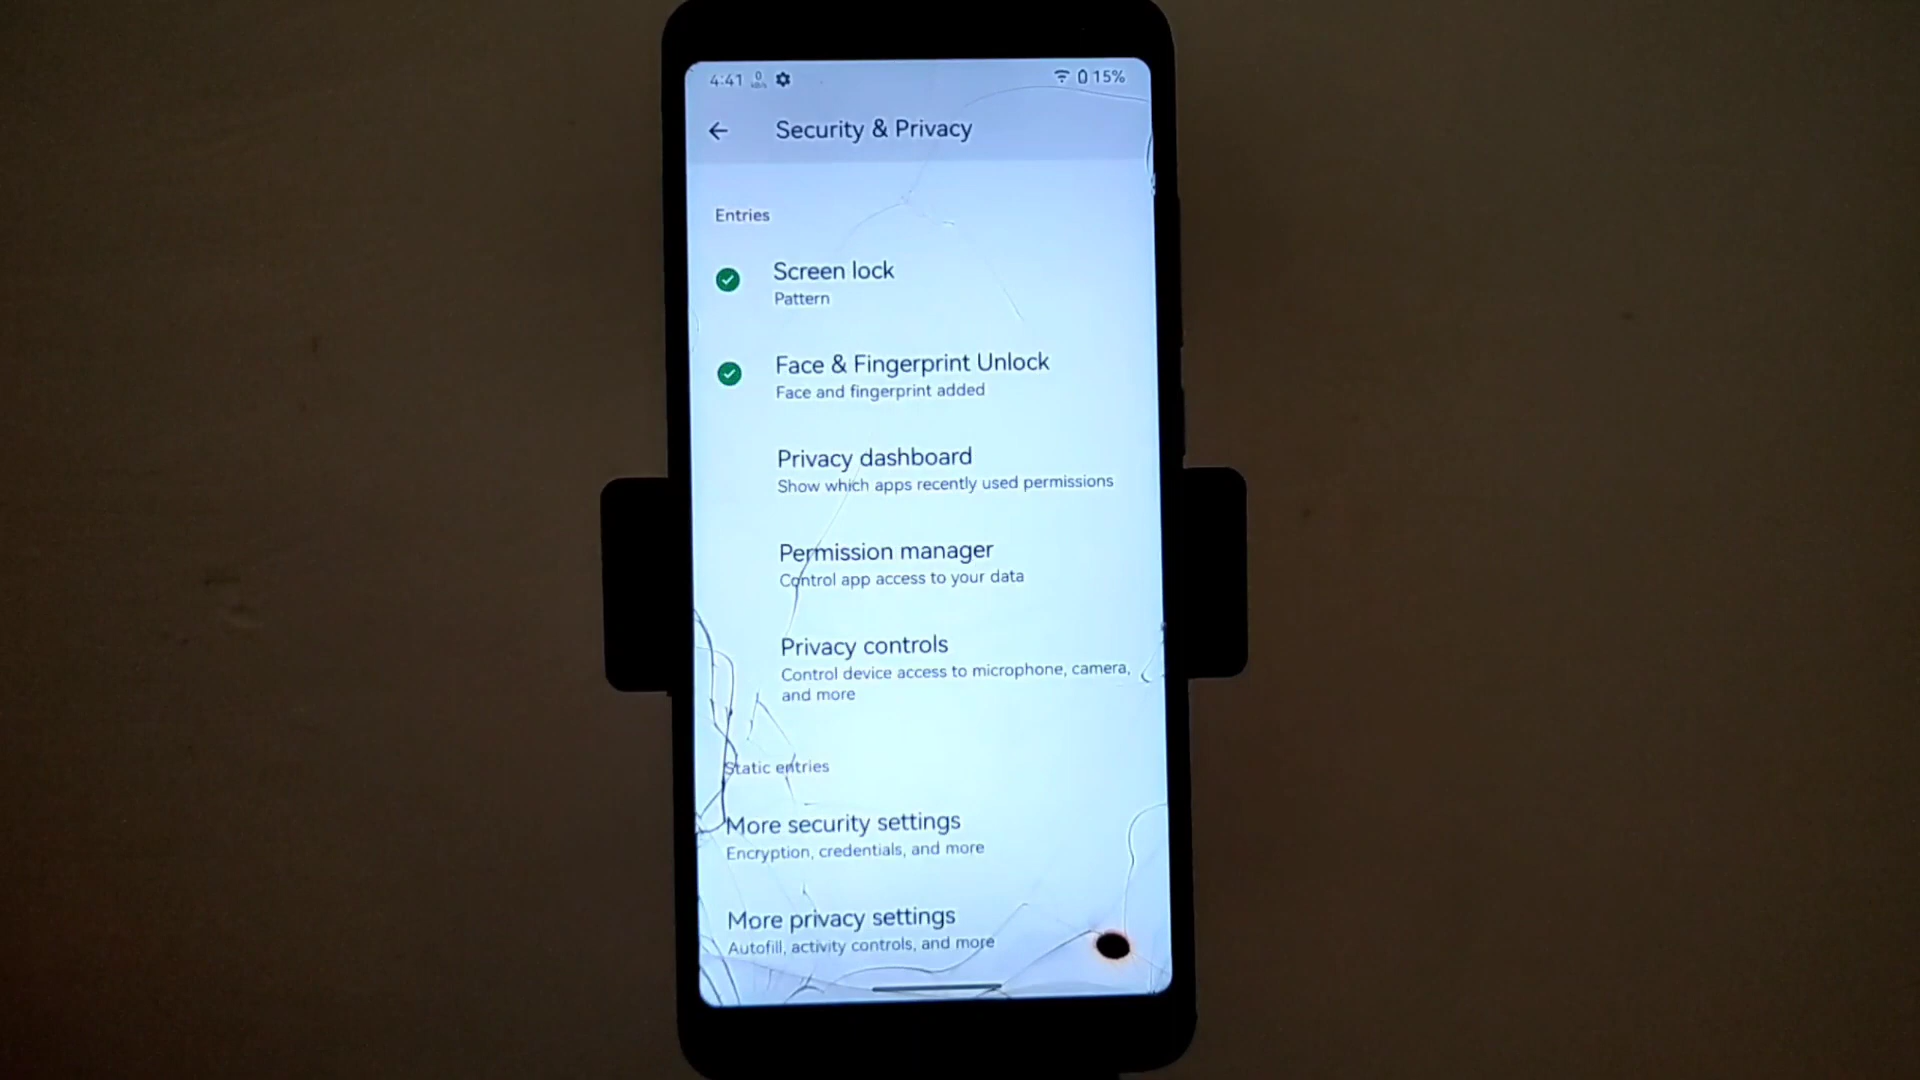 4:41 0 15%
Security & Privacy
Entries
Screen lock
Pattern
Face & Fingerprint Unlock
Face and fingerprint added
Privacy dashboard
Show which apps recently used permissions
Permission manager
Control app access to your data
Privacy controls
Control device access to microphone, camera,
and more
Static entries
More security settings
Encryption, credentials, and more
More privacy settings
Autofill, activity controls, and more